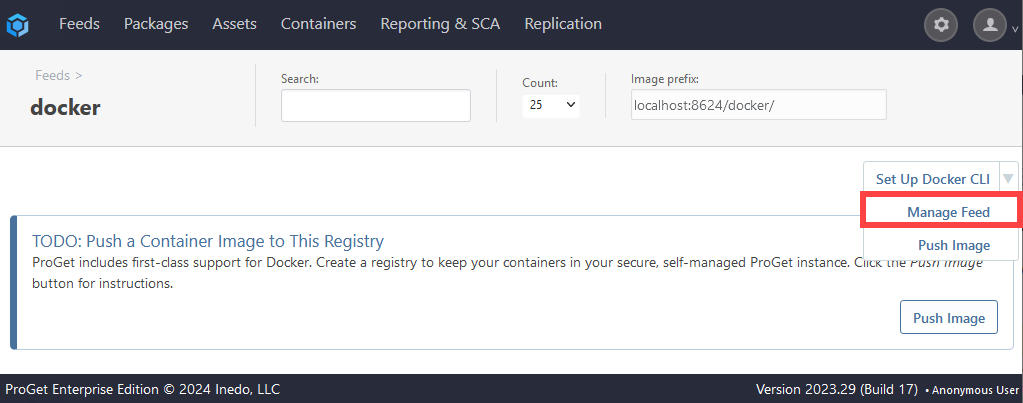 Feeds Packages Assets Containers Reporting & SCA Replication
Feeds >
docker
Search:
Count:
25
Image prefix:
localhost:8624/docker/
Set Up Docker CLI
Manage Feed
Push Image
TODO: Push a Container Image to This Registry
ProGet includes first-class support for Docker. Create a registry to keep your containers in your secure, self-managed ProGet instance. Click the Push Image
button for instructions.
Push Image
ProGet Enterprise Edition © 2024 Inedo, LLC
Version 2023.29 (Build 17) • Anonymous User